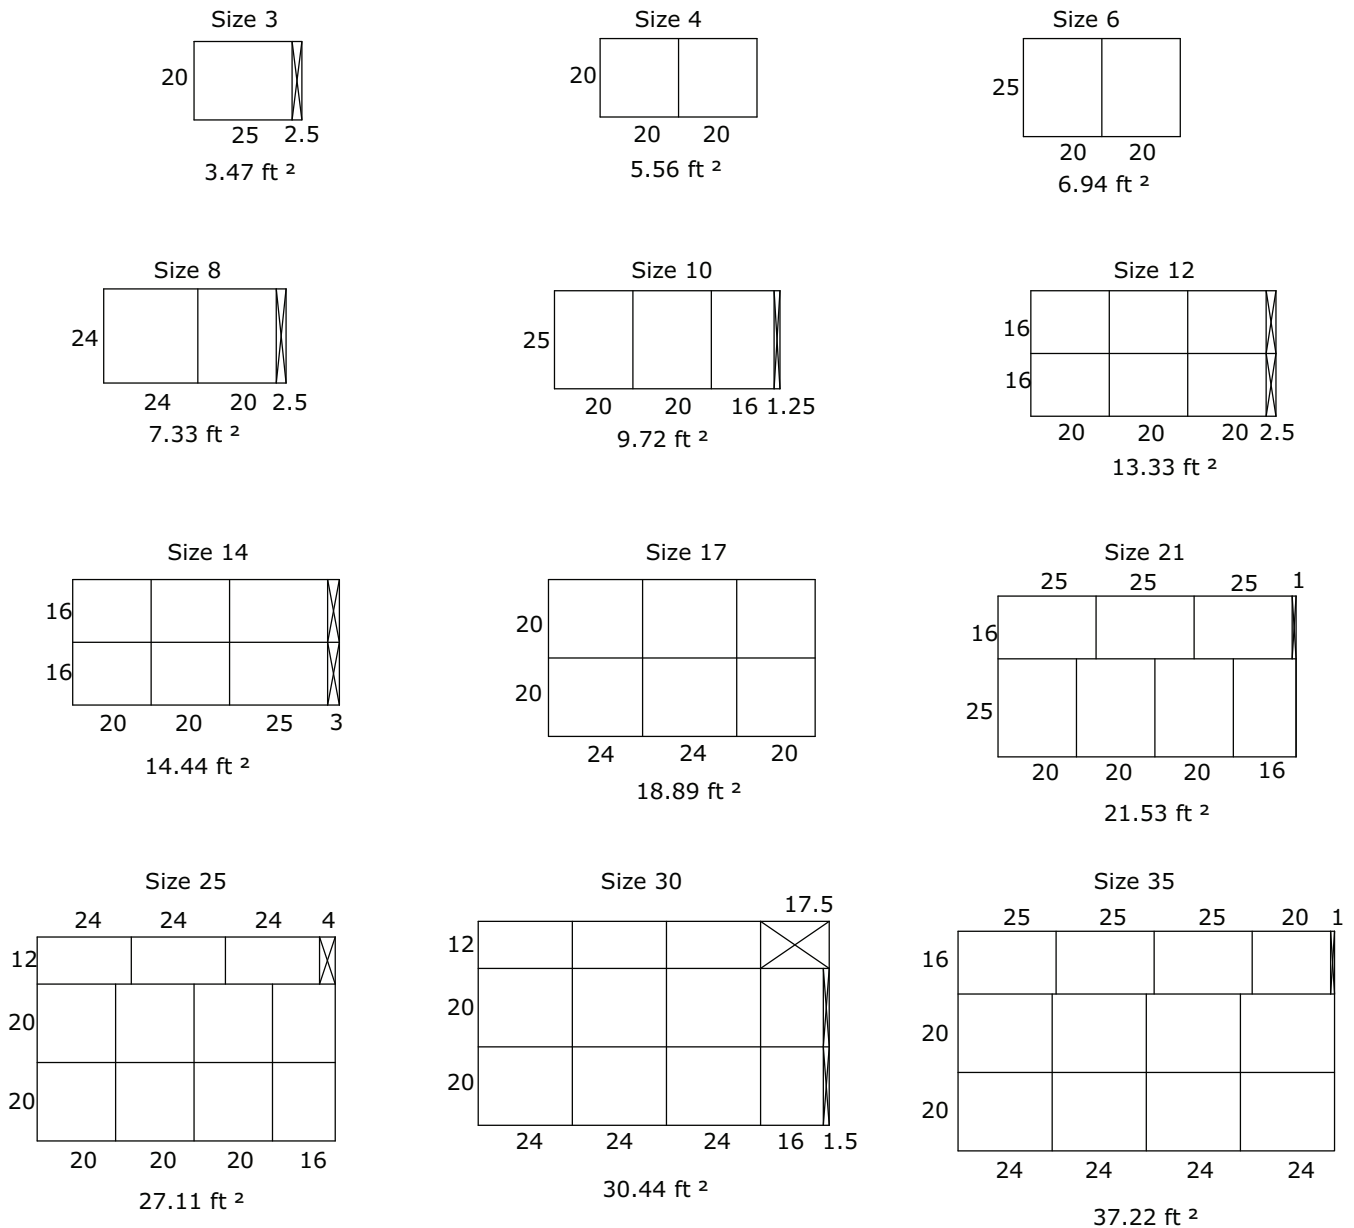 Size 3
20
25 2.5
3.47 ft ²
Size 4
20
20 20
5.56 ft ²
Size 6
25
20 20
6.94 ft ²
Size 8
24
24 20 2.5
7.33 ft ²
Size 10
25
20 20 16 1.25
9.72 ft ²
Size 12
16
16
20 20 20 2.5
13.33 ft ²
Size 14
16
16
20 20 25 3
14.44 ft ²
Size 17
20
20
24 24 20
18.89 ft ²
Size 21
25 25 25 1
16
25
20 20 20 16
21.53 ft ²
Size 25
24 24 24 4
12
20
20
20 20 20 16
27.11 ft ²
Size 30
17.5
12
20
20
24 24 24 16 1.5
30.44 ft ²
Size 35
25 25 25 20 1
16
20
20
24 24 24 24
37.22 ft ²